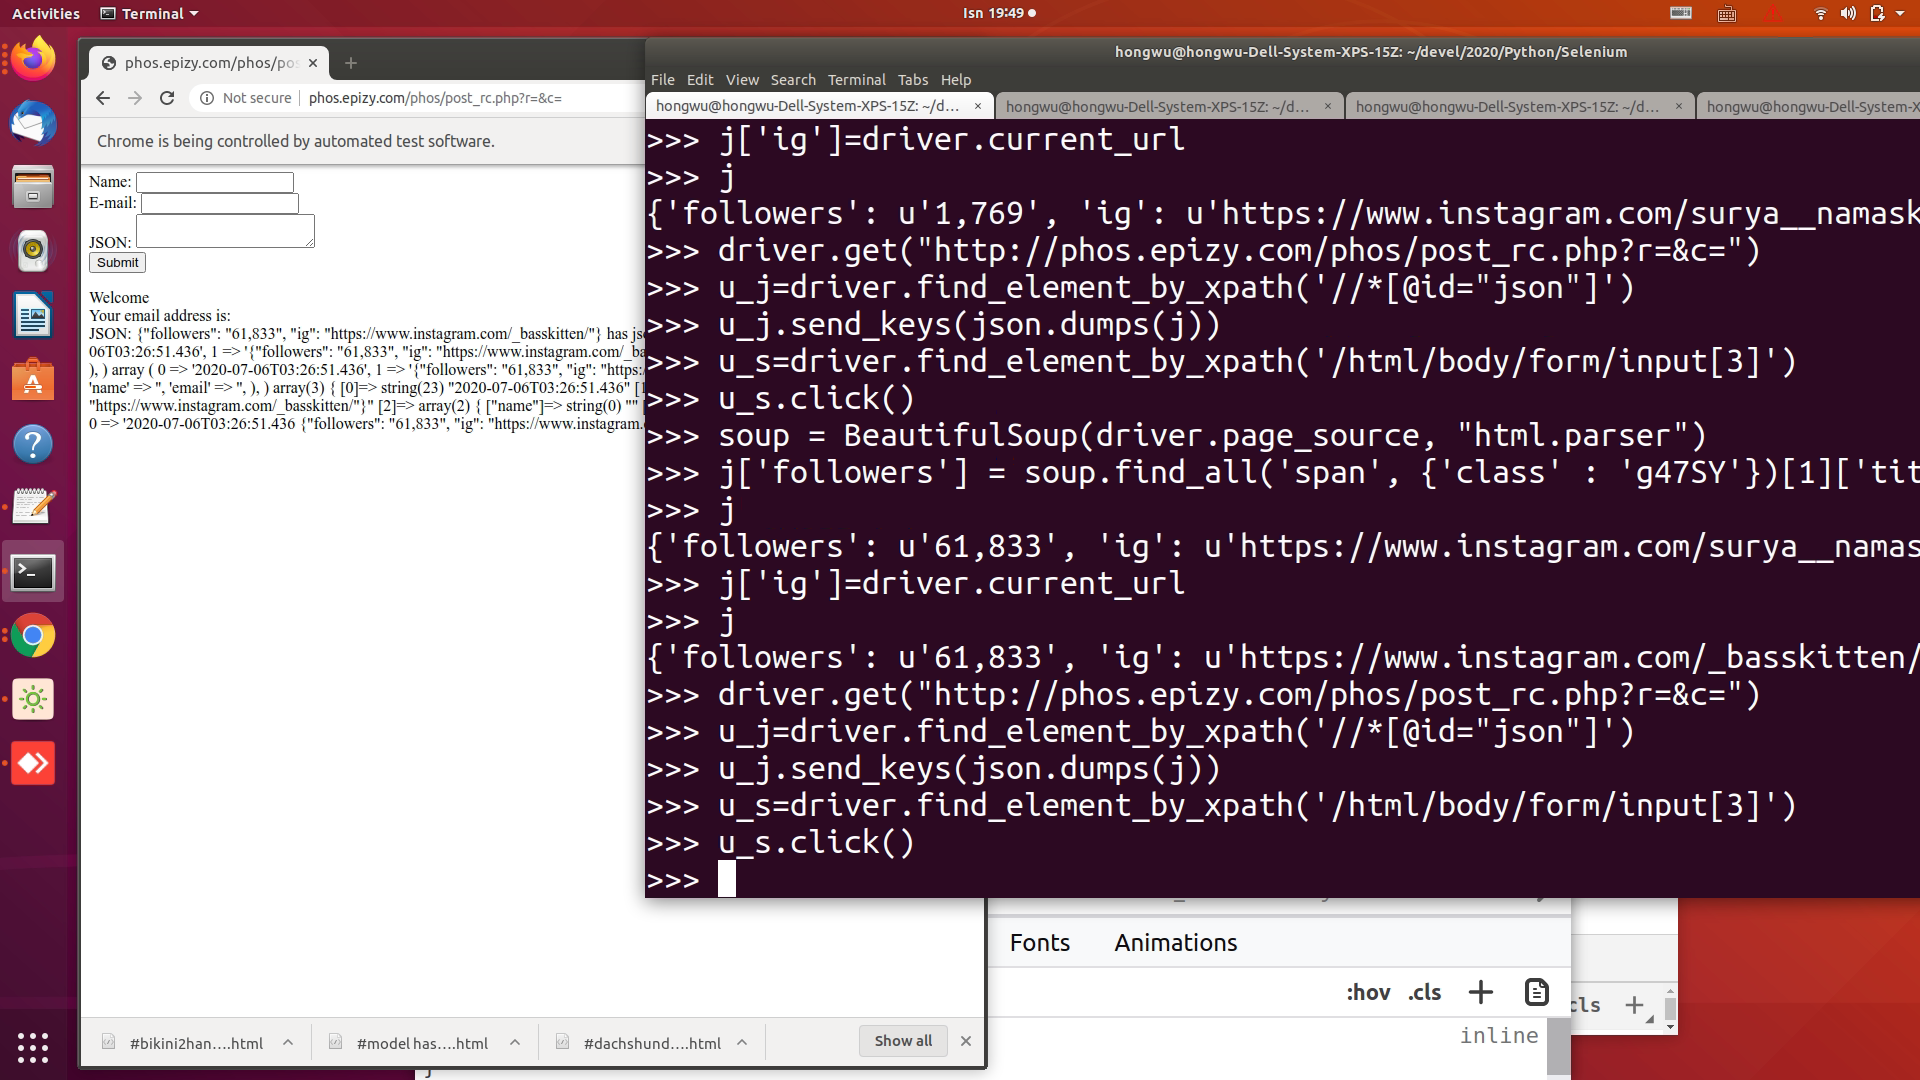 Activities
Terminal
Isn 19:49
phos.epizy.com/phos/pos
Not secure
phos.epizy.com/phos/post_rc.php?r=&c=
Chrome is being controlled by automated test software.
Name:
E-mail:
JSON:
Submit
Welcome
Your email address is:
JSON: {"followers": "61,833", "ig": "https://www.instagram.com/_basskitten/"} has jso
06T03:26:51.436', 1 => '{"followers": "61,833", "ig": "https://www.instagram.com/_ba
), ) array ( 0 => '2020-07-06T03:26:51.436', 1 => '{"followers": "61,833", "ig": "https:
'name' => '', 'email' => '', ), ) array(3) { [0]=> string(23) "2020-07-06T03:26:51.436" [1
"https://www.instagram.com/_basskitten/"}" [2]=> array(2) { ["name"]=> string(0) ""
0 => '2020-07-06T03:26:51.436 {"followers": "61,833", "ig": "https://www.instagram.
#bikini2han....html
#model has....html
#dachshund....html
Show all
hongwu@hongwu-Dell-System-XPS-15Z: ~/devel/2020/Python/Selenium
File Edit View Search Terminal Tabs Help
hongwu@hongwu-Dell-System-XPS-15Z: ~/d...
hongwu@hongwu-Dell-System-XPS-15Z: ~/d...
hongwu@hongwu-Dell-System-XPS-15Z: ~/d...
hongwu@hongwu-Dell-System-XPS
>>> j['ig']=driver.current_url
>>> j
{'followers': u'1,769', 'ig': u'https://www.instagram.com/surya__namask
>>> driver.get("http://phos.epizy.com/phos/post_rc.php?r=&c=")
>>> u_j=driver.find_element_by_xpath('//*[@id="json"]')
>>> u_j.send_keys(json.dumps(j))
>>> u_s=driver.find_element_by_xpath('/html/body/form/input[3]')
>>> u_s.click()
>>> soup = BeautifulSoup(driver.page_source, "html.parser")
>>> j['followers'] = soup.find_all('span', {'class' : 'g47SY'})[1]['tit
>>> j
{'followers': u'61,833', 'ig': u'https://www.instagram.com/surya__namas
>>> j['ig']=driver.current_url
>>> j
{'followers': u'61,833', 'ig': u'https://www.instagram.com/_basskitten/
>>> driver.get("http://phos.epizy.com/phos/post_rc.php?r=&c=")
>>> u_j=driver.find_element_by_xpath('//*[@id="json"]')
>>> u_j.send_keys(json.dumps(j))
>>> u_s=driver.find_element_by_xpath('/html/body/form/input[3]')
>>> u_s.click()
>>>
Fonts Animations
:hov .cls
cls
inline